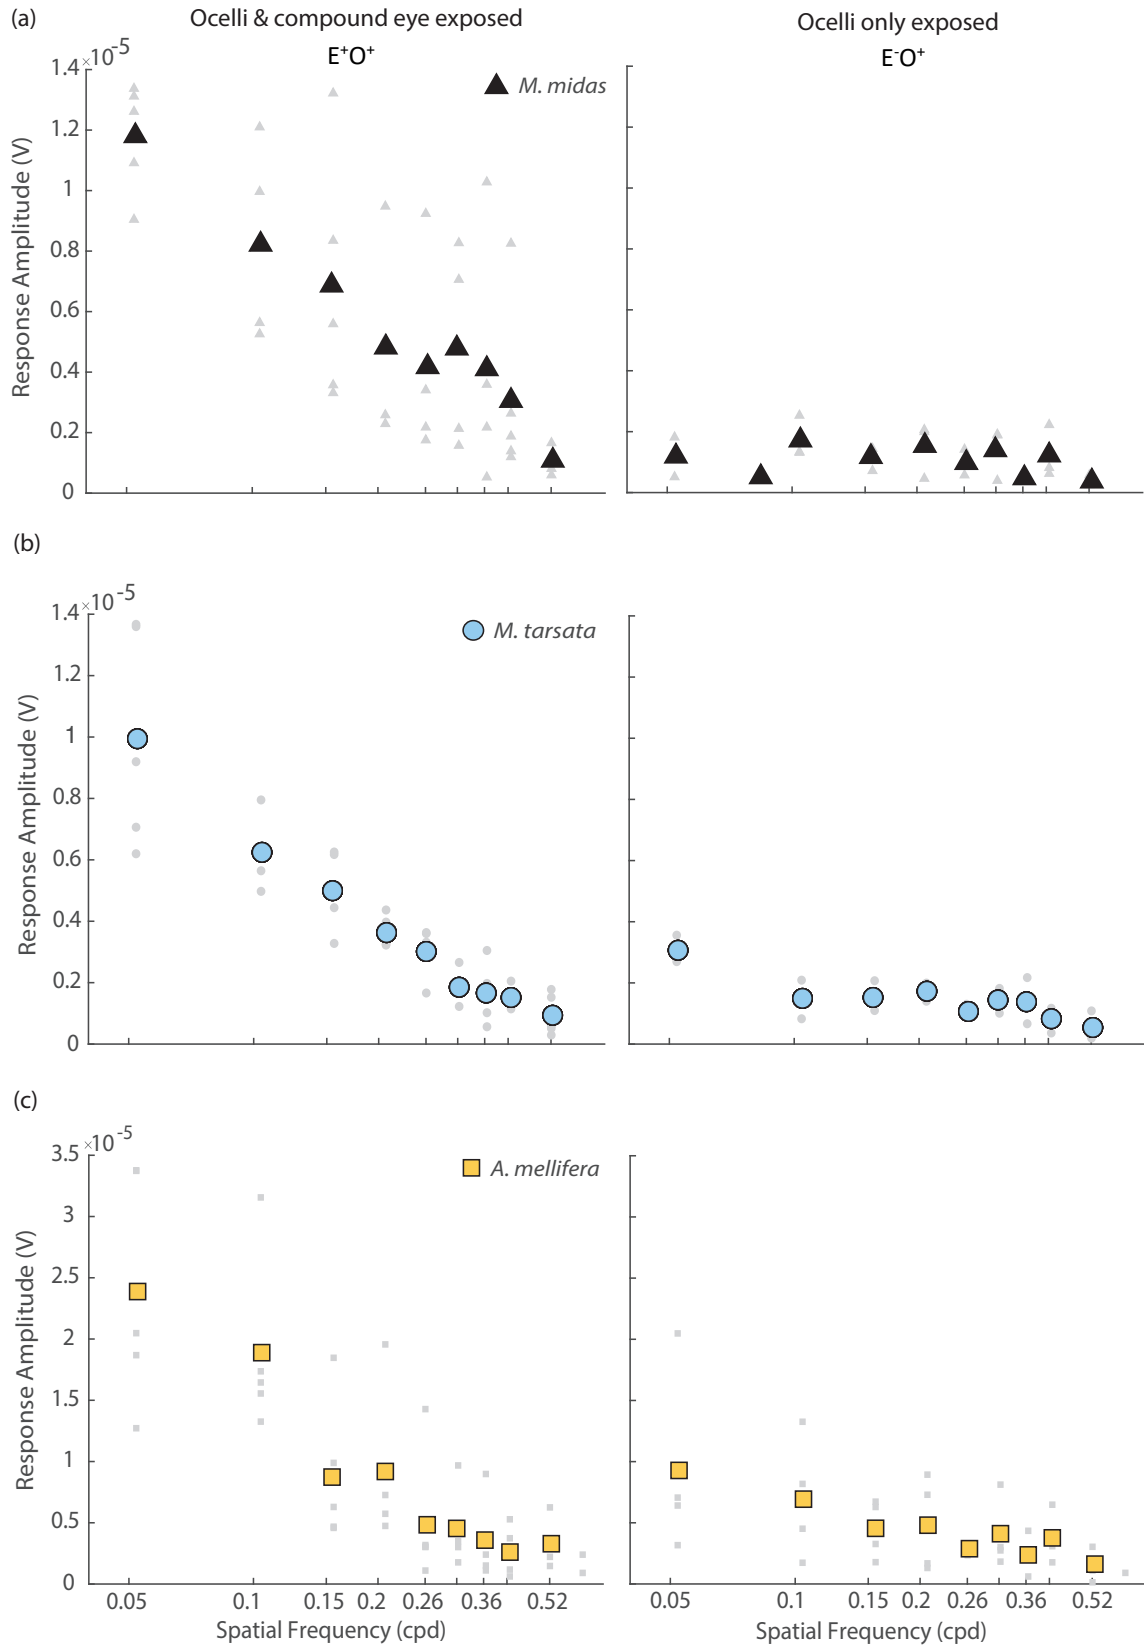 (a)
Ocelli & compound eye exposed
E⁺O⁺
Ocelli only exposed
E⁻O⁺
1.4×10⁻⁵
1.2
1
0.8
0.6
0.4
0.2
0
Response Amplitude (V)
M. midas
(b)
1.4×10⁻⁵
1.2
1
0.8
0.6
0.4
0.2
0
Response Amplitude (V)
M. tarsata
(c)
3.5×10⁻⁵
3
2.5
2
1.5
1
0.5
0
Response Amplitude (V)
A. mellifera
0.05 0.1 0.15 0.2 0.26 0.36 0.52
Spatial Frequency (cpd)
0.05 0.1 0.15 0.2 0.26 0.36 0.52
Spatial Frequency (cpd)